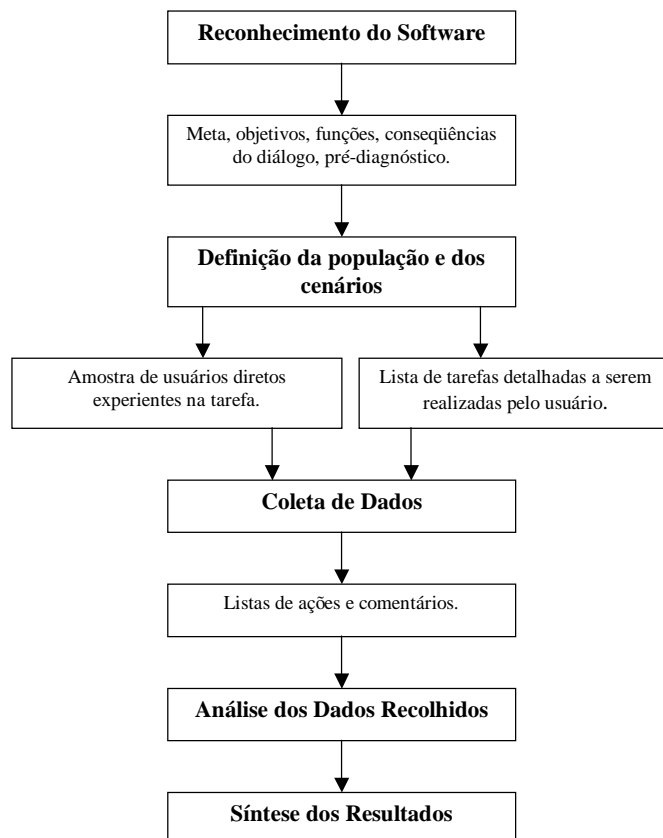 Reconhecimento do Software
Meta, objetivos, funções, conseqüências
do diálogo, pré-diagnóstico.
Definição da população e dos
cenários
Amostra de usuários diretos
experientes na tarefa.
Lista de tarefas detalhadas a serem
realizadas pelo usuário.
Coleta de Dados
Listas de ações e comentários.
Análise dos Dados Recolhidos
Síntese dos Resultados